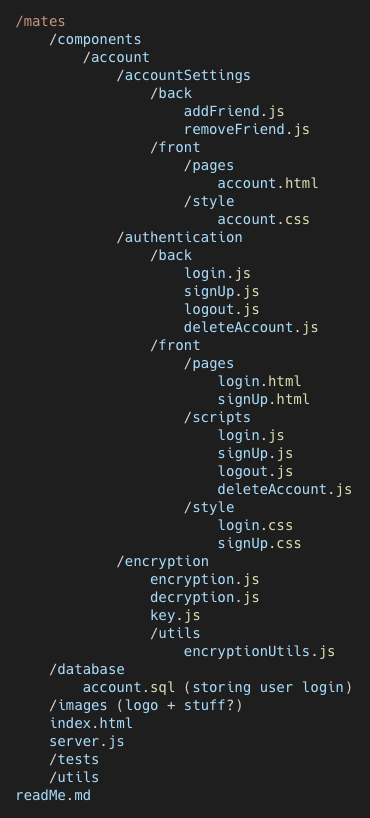 /mates
/components
/account
/accountSettings
/back
addFriend.js
removeFriend.js
/front
/pages
account.html
/style
account.css
/authentication
/back
login.js
signUp.js
logout.js
deleteAccount.js
/front
/pages
login.html
signUp.html
/scripts
login.js
signUp.js
logout.js
deleteAccount.js
/style
login.css
signUp.css
/encryption
encryption.js
decryption.js
key.js
/utils
encryptionUtils.js
/database
account.sql (storing user login)
/images (logo + stuff?)
index.html
server.js
/tests
/utils
readMe.md